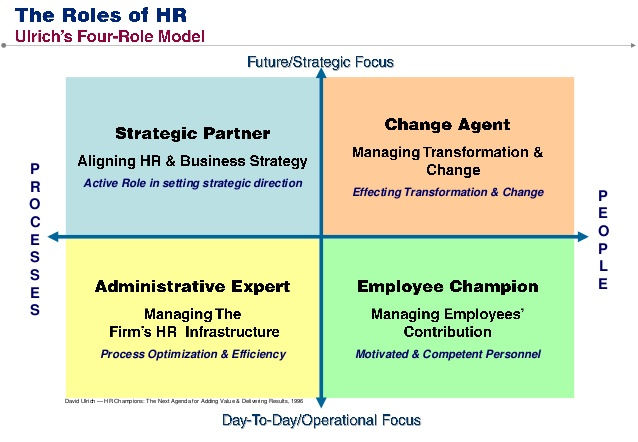 The Roles of HR
Ulrich's Four-Role Model
Future/Strategic Focus
Strategic Partner
Aligning HR & Business Strategy
Active Role in setting strategic direction
Change Agent
Managing Transformation &
Change
Effecting Transformation & Change
PROCESSES
PEOPLE
Administrative Expert
Managing The
Firm's HR Infrastructure
Process Optimization & Efficiency
Employee Champion
Managing Employees'
Contribution
Motivated & Competent Personnel
David Ulrich — HR Champions: The Next Agenda for Adding Value & Delivering Results, 1996
Day-To-Day/Operational Focus